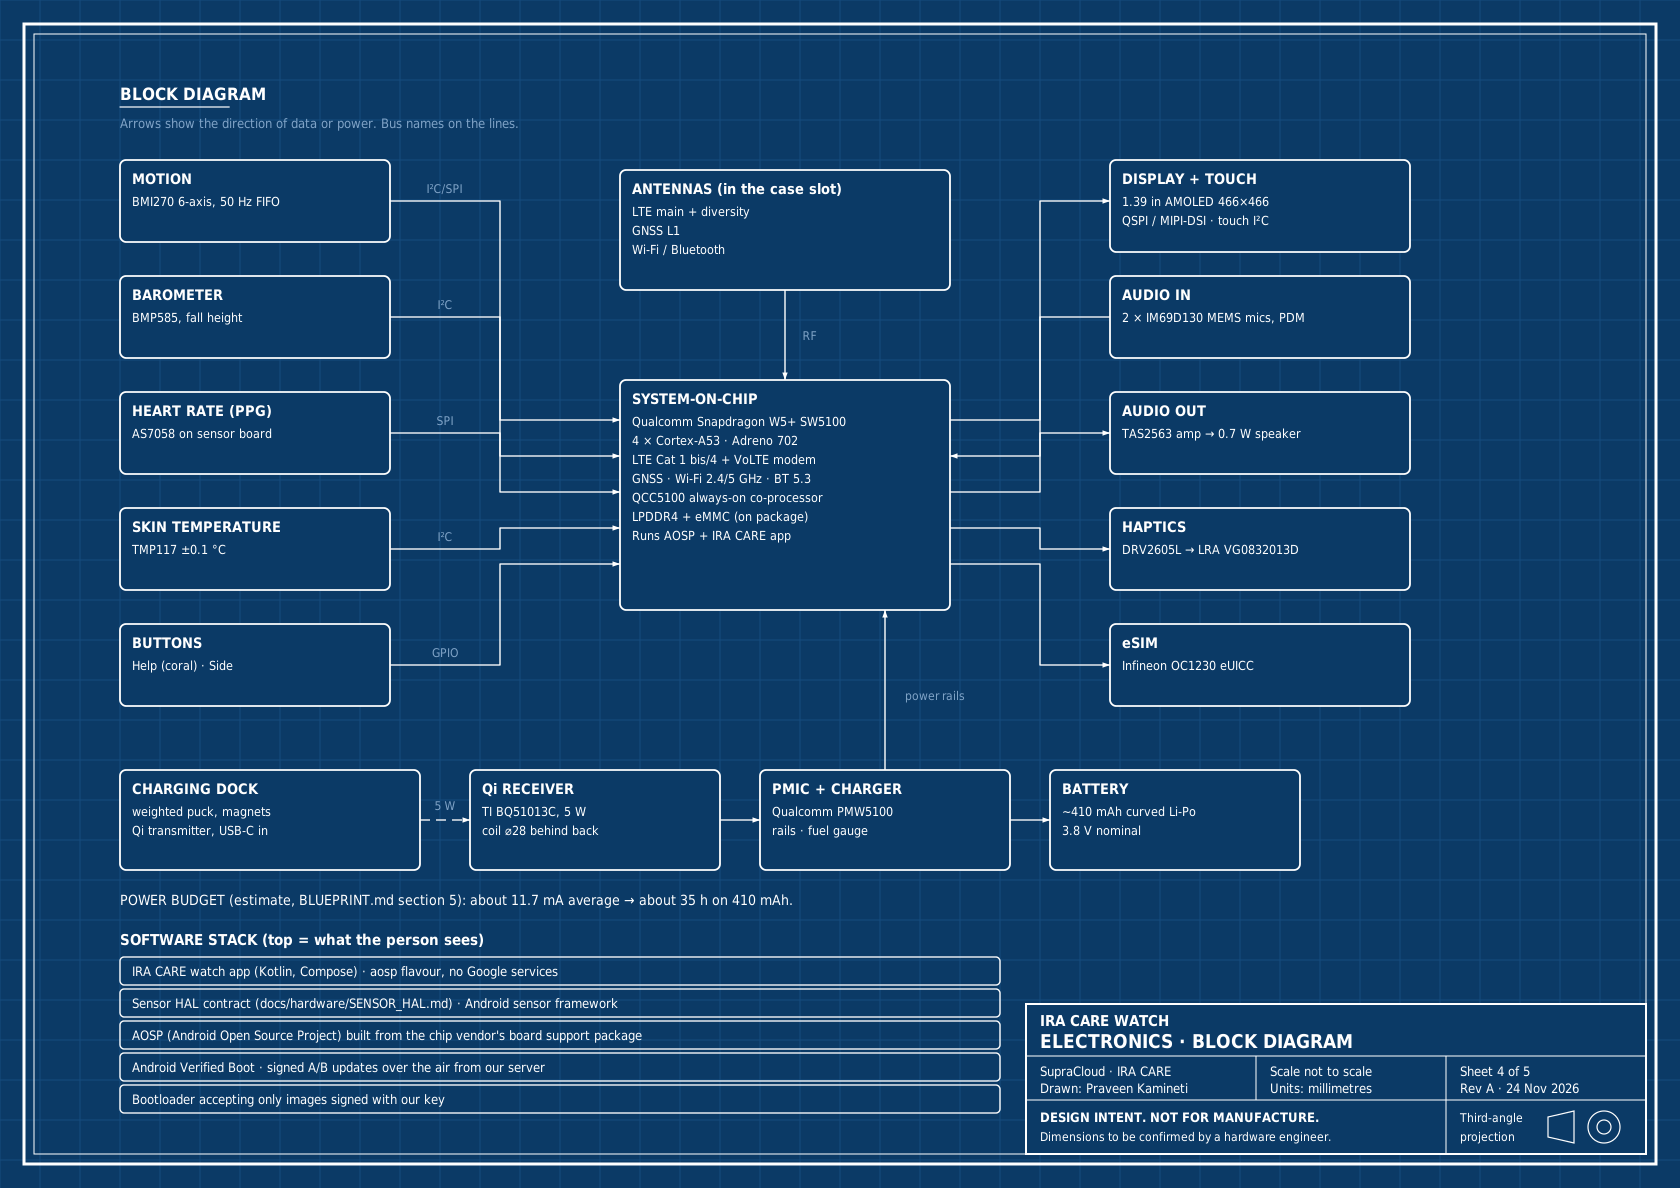 BLOCK DIAGRAM
Arrows show the direction of data or power. Bus names on the lines.
MOTION
BMI270 6-axis, 50 Hz FIFO
I²C/SPI
BAROMETER
BMP585, fall height
I²C
HEART RATE (PPG)
AS7058 on sensor board
SPI
SKIN TEMPERATURE
TMP117 ±0.1 °C
I²C
BUTTONS
Help (coral) · Side
GPIO
ANTENNAS (in the case slot)
LTE main + diversity
GNSS L1
Wi-Fi / Bluetooth
RF
SYSTEM-ON-CHIP
Qualcomm Snapdragon W5+ SW5100
4 × Cortex-A53 · Adreno 702
LTE Cat 1 bis/4 + VoLTE modem
GNSS · Wi-Fi 2.4/5 GHz · BT 5.3
QCC5100 always-on co-processor
LPDDR4 + eMMC (on package)
Runs AOSP + IRA CARE app
power rails
DISPLAY + TOUCH
1.39 in AMOLED 466×466
QSPI / MIPI-DSI · touch I²C
AUDIO IN
2 × IM69D130 MEMS mics, PDM
AUDIO OUT
TAS2563 amp → 0.7 W speaker
HAPTICS
DRV2605L → LRA VG0832013D
eSIM
Infineon OC1230 eUICC
CHARGING DOCK
weighted puck, magnets
Qi transmitter, USB-C in
5 W
Qi RECEIVER
TI BQ51013C, 5 W
coil ⌀28 behind back
PMIC + CHARGER
Qualcomm PMW5100
rails · fuel gauge
BATTERY
~410 mAh curved Li-Po
3.8 V nominal
POWER BUDGET (estimate, BLUEPRINT.md section 5): about 11.7 mA average → about 35 h on 410 mAh.
SOFTWARE STACK (top = what the person sees)
IRA CARE watch app (Kotlin, Compose) · aosp flavour, no Google services
Sensor HAL contract (docs/hardware/SENSOR_HAL.md) · Android sensor framework
AOSP (Android Open Source Project) built from the chip vendor's board support package
Android Verified Boot · signed A/B updates over the air from our server
Bootloader accepting only images signed with our key
IRA CARE WATCH
ELECTRONICS · BLOCK DIAGRAM
SupraCloud · IRA CARE
Drawn: Praveen Kamineti
Scale not to scale
Units: millimetres
Sheet 4 of 5
Rev A · 24 Nov 2026
DESIGN INTENT. NOT FOR MANUFACTURE.
Dimensions to be confirmed by a hardware engineer.
Third-angle
projection